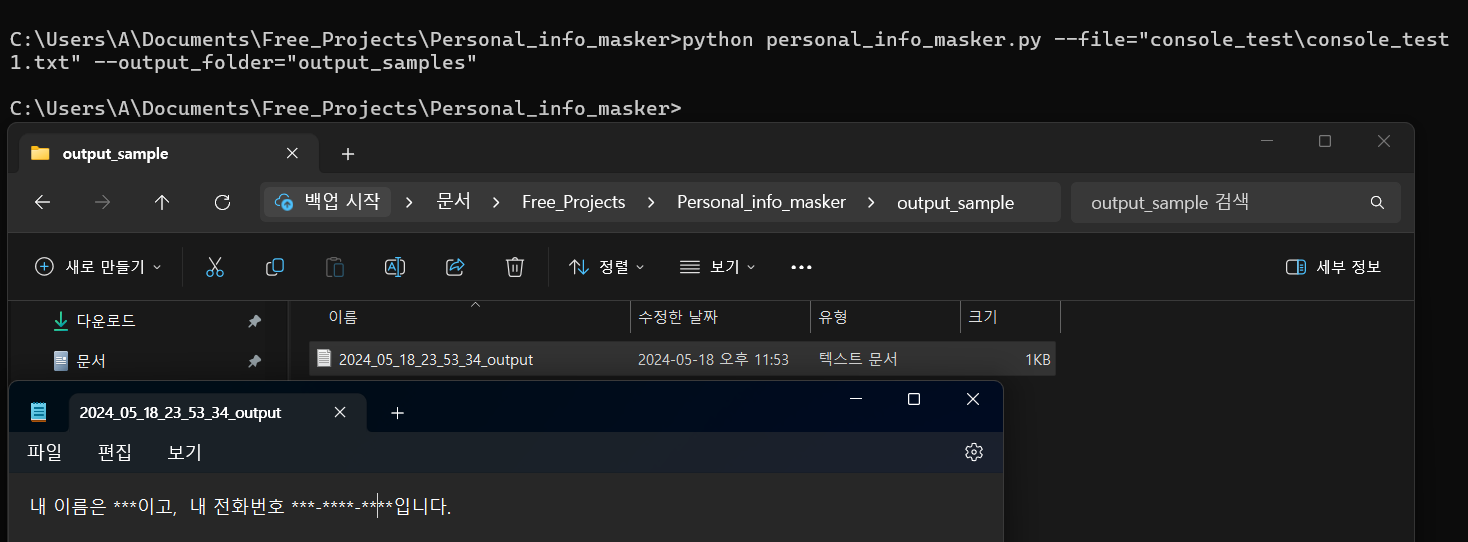 C:\Users\A\Documents\Free_Projects\Personal_info_masker>python personal_info_masker.py --file="console_test\console_test
1.txt" --output_folder="output_samples"
C:\Users\A\Documents\Free_Projects\Personal_info_masker>
output_sample
백업 시작 > 문서 > Free_Projects > Personal_info_masker > output_sample
output_sample 검색
새로 만들기
정렬
보기
세부 정보
다운로드
문서
이름 수정한 날짜 유형 크기
2024_05_18_23_53_34_output 2024-05-18 오후 11:53 텍스트 문서 1KB
2024_05_18_23_53_34_output
파일 편집 보기
내 이름은 ***이고, 내 전화번호 ***-****-****입니다.